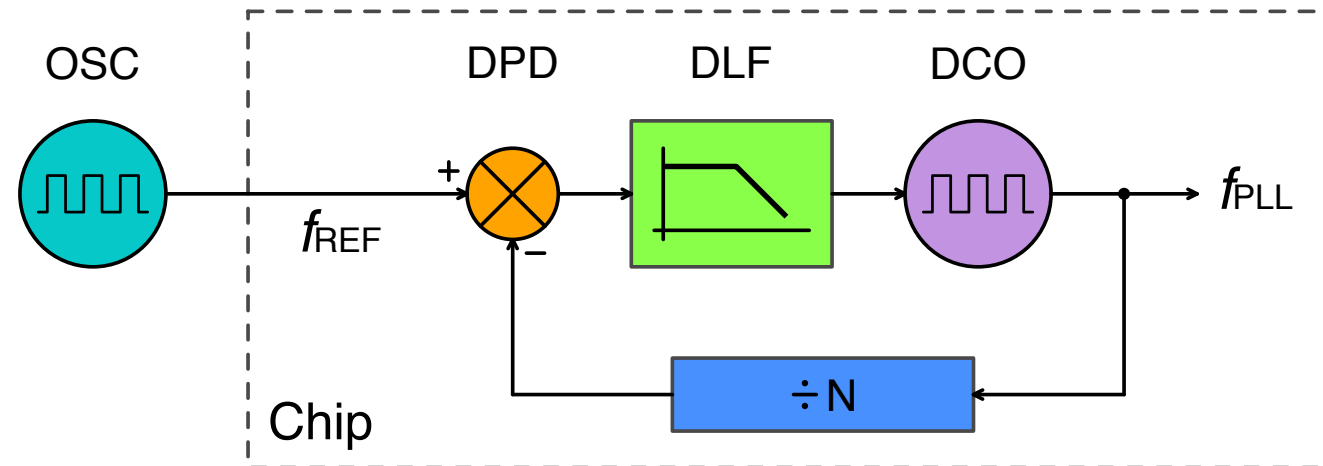 OSC
DPD
DLF
DCO
+
fREF
−
fPLL
÷N
Chip